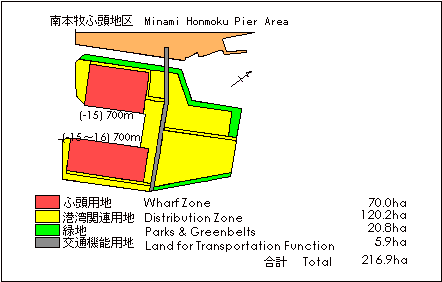 南本牧ふ頭地区 Minami Honmoku Pier Area
(-15) 700m
(-15～-16) 700m
ふ頭用地 Wharf Zone 70.0ha
港湾関連用地 Distribution Zone 120.2ha
緑地 Parks & Greenbelts 20.8ha
交通機能用地 Land for Transportation Function 5.9ha
合計 Total 216.9ha